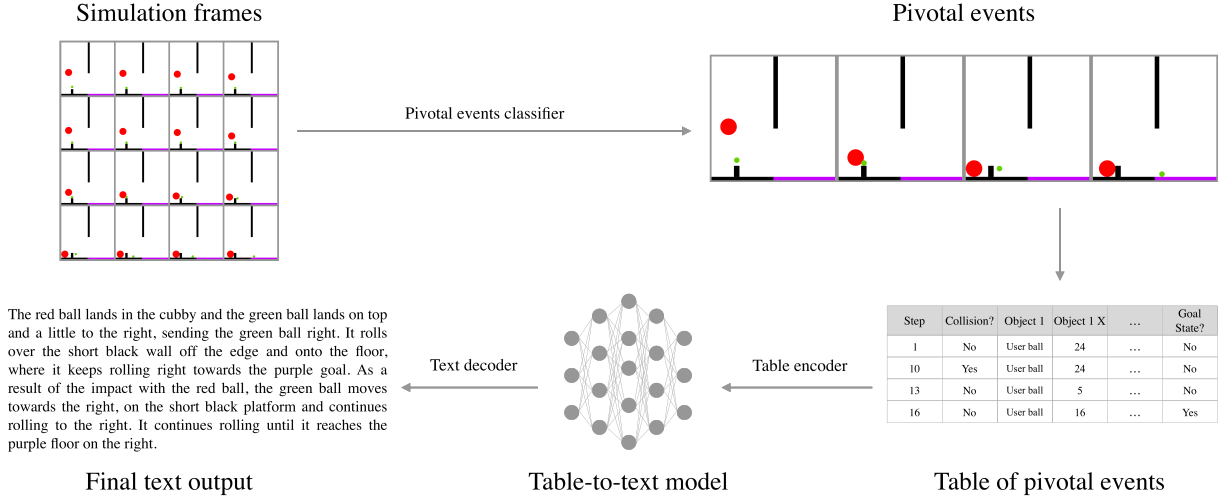 Simulation frames
Pivotal events
Pivotal events classifier
Step Collision? Object 1 Object 1 X … Goal State?
1 No User ball 24 … No
10 Yes User ball 24 … No
13 No User ball 5 … No
16 No User ball 16 … Yes
Table of pivotal events
Table encoder
Table-to-text model
Text decoder
The red ball lands in the cubby and the green ball lands on top
and a little to the right, sending the green ball right. It rolls
over the short black wall off the edge and onto the floor,
where it keeps rolling right towards the purple goal. As a
result of the impact with the red ball, the green ball moves
towards the right, on the short black platform and continues
rolling to the right. It continues rolling until it reaches the
purple floor on the right.
Final text output